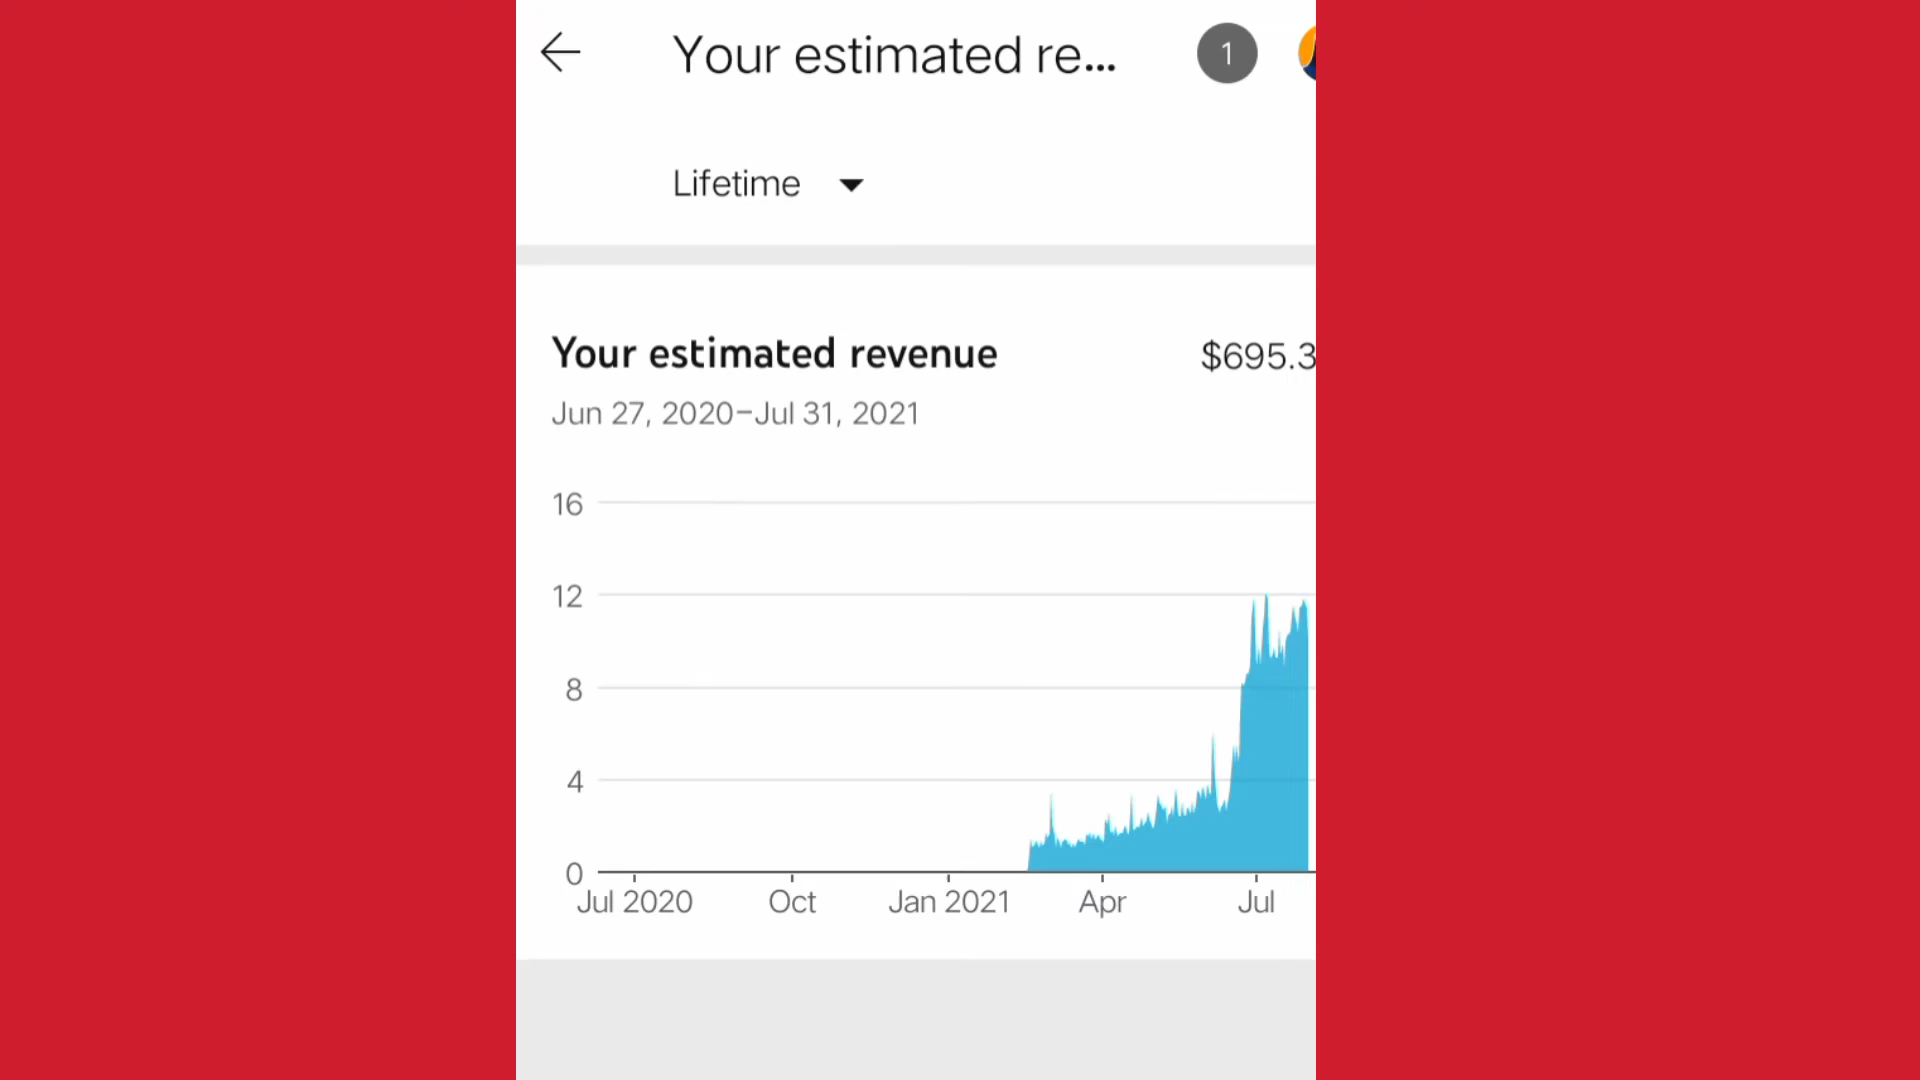 Your estimated re...
1
Lifetime
Your estimated revenue
$695.3
Jun 27, 2020–Jul 31, 2021
16
12
8
4
0
Jul 2020 Oct Jan 2021 Apr Jul